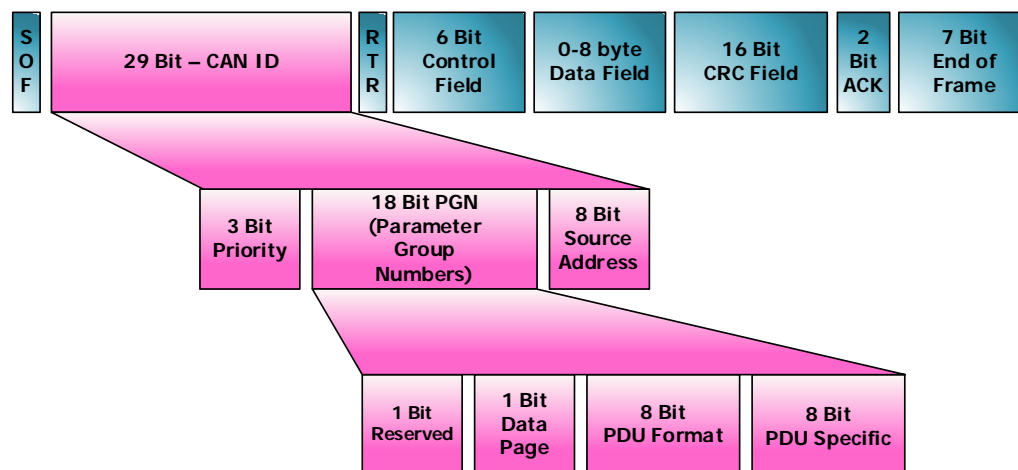 S
O
F
29 Bit – CAN ID
R
T
R
6 Bit
Control
Field
0-8 byte
Data Field
16 Bit
CRC Field
2
Bit
ACK
7 Bit
End of
Frame
3 Bit
Priority
18 Bit PGN
(Parameter
Group
Numbers)
8 Bit
Source
Address
1 Bit
Reserved
1 Bit
Data
Page
8 Bit
PDU Format
8 Bit
PDU Specific